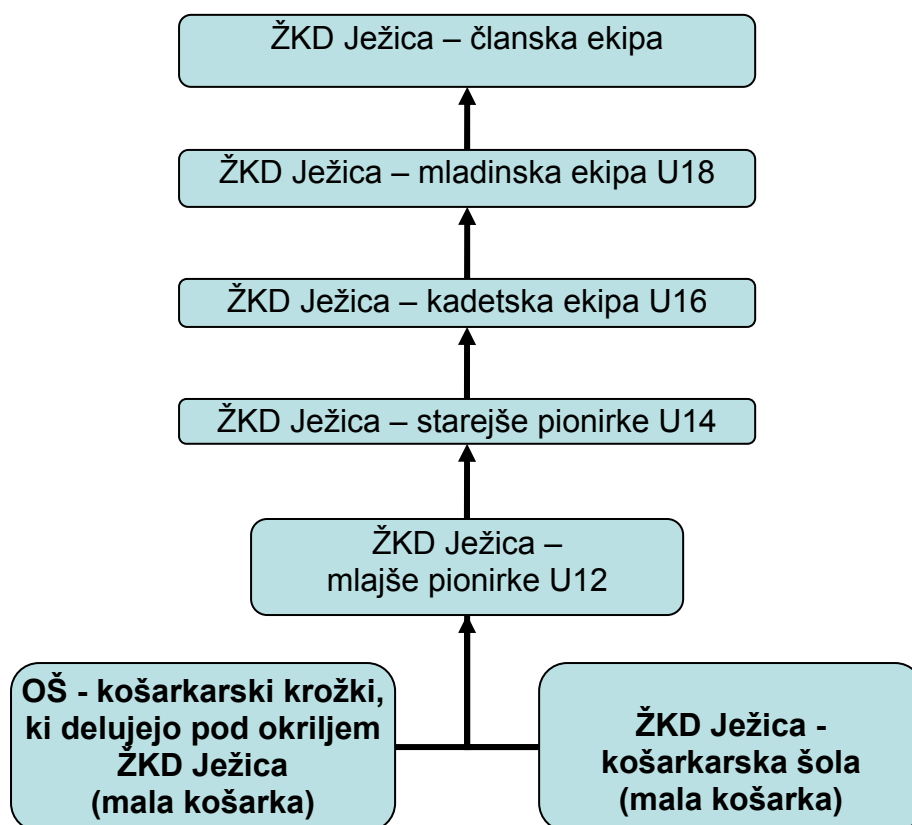 ŽKD Ježica – članska ekipa
ŽKD Ježica – mladinska ekipa U18
ŽKD Ježica – kadetska ekipa U16
ŽKD Ježica – starejše pionirke U14
ŽKD Ježica –
mlajše pionirke U12
OŠ - košarkarski krožki,
ki delujejo pod okriljem
ŽKD Ježica
(mala košarka)
ŽKD Ježica -
košarkarska šola
(mala košarka)